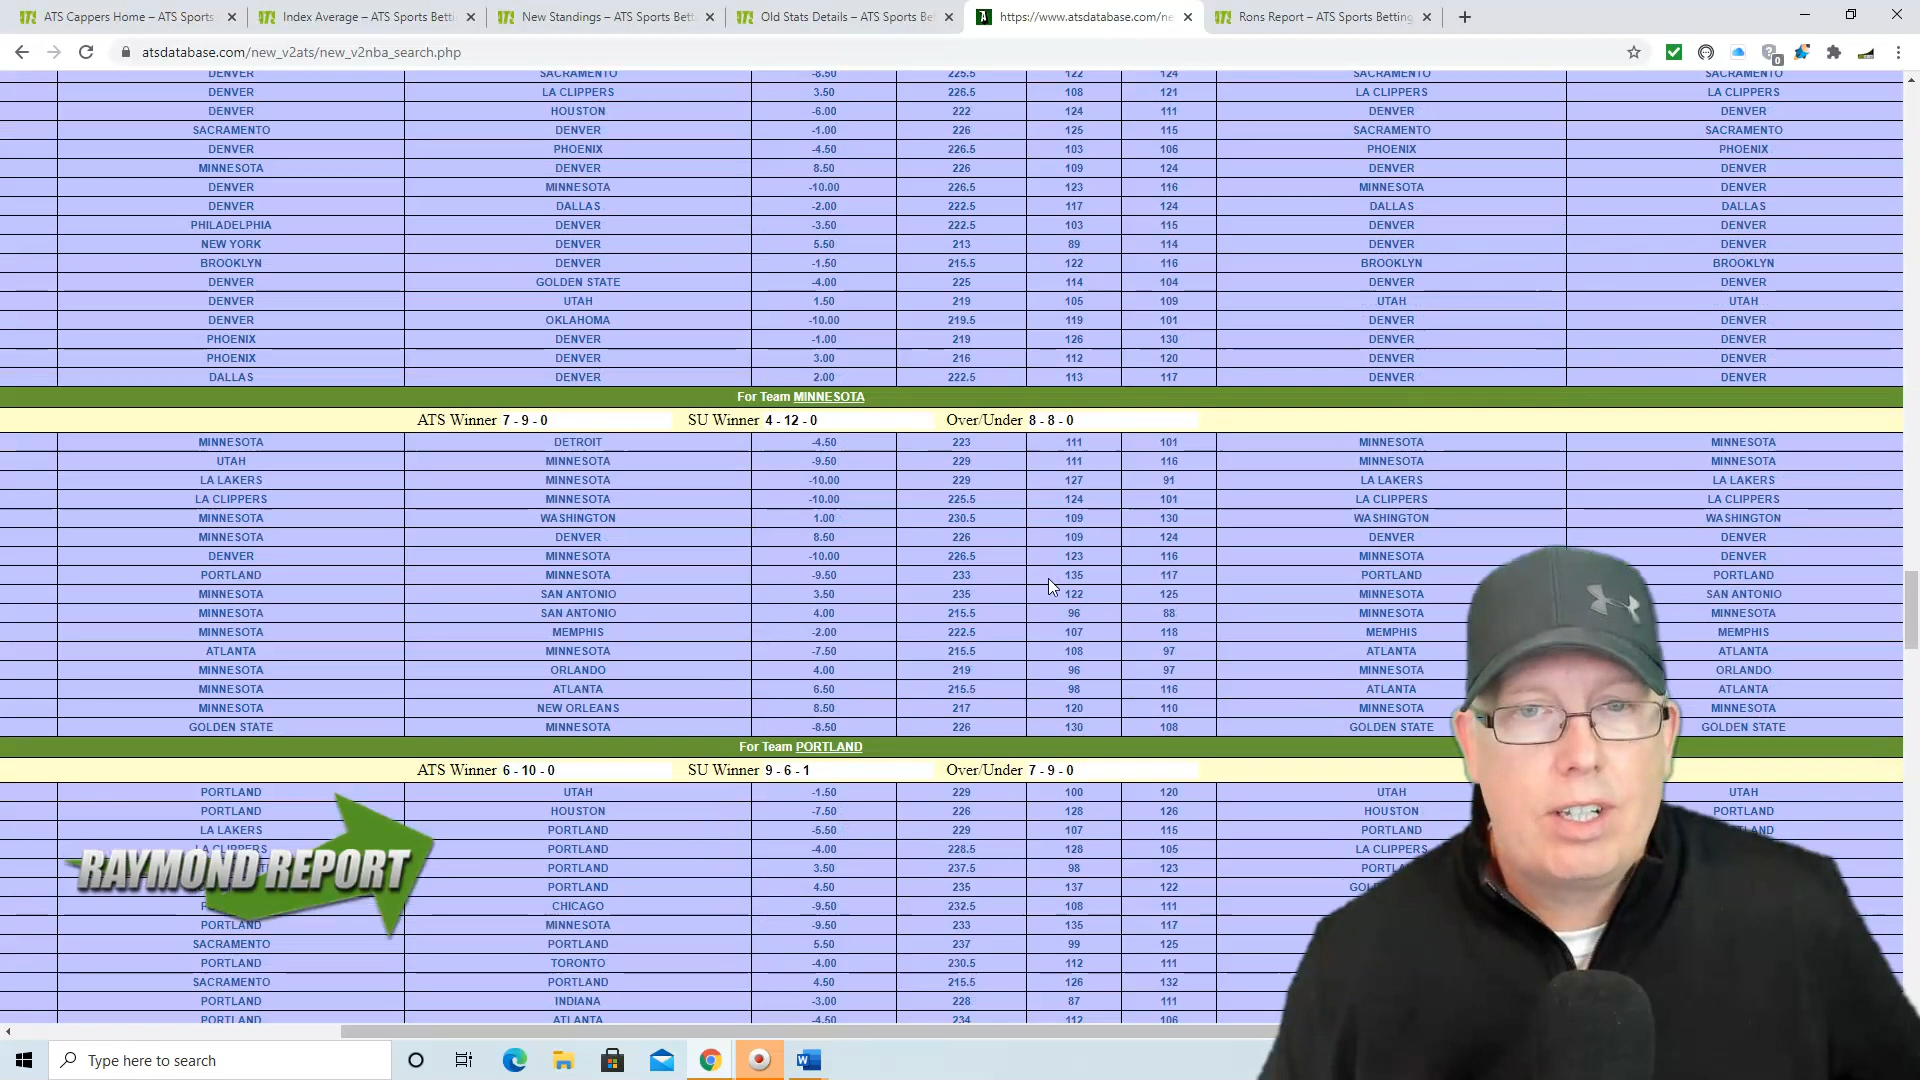 ATS Cappers Home – ATS Sports
Index Average – ATS Sports Betti
New Standings – ATS Sports Bett
Old Stats Details – ATS Sports Be
https://www.atsdatabase.com/ne
Rons Report – ATS Sports Betting
atsdatabase.com/new_v2ats/new_v2nba_search.php
0
DENVER SACRAMENTO -8.50 225.5 122 124 SACRAMENTO SACRAMENTO
DENVER LA CLIPPERS 3.50 226.5 108 121 LA CLIPPERS LA CLIPPERS
DENVER HOUSTON -6.00 222 124 111 DENVER DENVER
SACRAMENTO DENVER -1.00 226 125 115 SACRAMENTO SACRAMENTO
DENVER PHOENIX -4.50 226.5 103 106 PHOENIX PHOENIX
MINNESOTA DENVER 8.50 226 109 124 DENVER DENVER
DENVER MINNESOTA -10.00 226.5 123 116 MINNESOTA DENVER
DENVER DALLAS -2.00 222.5 117 124 DALLAS DALLAS
PHILADELPHIA DENVER -3.50 222.5 103 115 DENVER DENVER
NEW YORK DENVER 5.50 213 89 114 DENVER DENVER
BROOKLYN DENVER -1.50 215.5 122 116 BROOKLYN BROOKLYN
DENVER GOLDEN STATE -4.00 225 114 104 DENVER DENVER
DENVER UTAH 1.50 219 105 109 UTAH UTAH
DENVER OKLAHOMA -10.00 219.5 119 101 DENVER DENVER
PHOENIX DENVER -1.00 219 126 130 DENVER DENVER
PHOENIX DENVER 3.00 216 112 120 DENVER DENVER
DALLAS DENVER 2.00 222.5 113 117 DENVER DENVER
For Team MINNESOTA
ATS Winner 7 - 9 - 0 SU Winner 4 - 12 - 0 Over/Under 8 - 8 - 0
MINNESOTA DETROIT -4.50 223 111 101 MINNESOTA MINNESOTA
UTAH MINNESOTA -9.50 229 111 116 MINNESOTA MINNESOTA
LA LAKERS MINNESOTA -10.00 229 127 91 LA LAKERS LA LAKERS
LA CLIPPERS MINNESOTA -10.00 225.5 124 101 LA CLIPPERS LA CLIPPERS
MINNESOTA WASHINGTON 1.00 230.5 109 130 WASHINGTON WASHINGTON
MINNESOTA DENVER 8.50 226 109 124 DENVER DENVER
DENVER MINNESOTA -10.00 226.5 123 116 MINNESOTA DENVER
PORTLAND MINNESOTA -9.50 233 135 117 PORTLAND PORTLAND
MINNESOTA SAN ANTONIO 3.50 235 122 125 MINNESOTA SAN ANTONIO
MINNESOTA SAN ANTONIO 4.00 215.5 96 88 MINNESOTA MINNESOTA
MINNESOTA MEMPHIS -2.00 222.5 107 118 MEMPHIS MEMPHIS
ATLANTA MINNESOTA -7.50 215.5 108 97 ATLANTA ATLANTA
MINNESOTA ORLANDO 4.00 219 96 97 MINNESOTA ORLANDO
MINNESOTA ATLANTA 6.50 215.5 98 116 ATLANTA ATLANTA
MINNESOTA NEW ORLEANS 8.50 217 120 110 MINNESOTA MINNESOTA
GOLDEN STATE MINNESOTA -8.50 226 130 108 GOLDEN STATE GOLDEN STATE
For Team PORTLAND
ATS Winner 6 - 10 - 0 SU Winner 9 - 6 - 1 Over/Under 7 - 9 - 0
PORTLAND UTAH -1.50 229 100 120 UTAH UTAH
PORTLAND HOUSTON -7.50 226 128 126 HOUSTON PORTLAND
LA LAKERS PORTLAND -5.50 229 107 115 PORTLAND
LA CLIPPERS PORTLAND -4.00 228.5 128 105 LA CLIPPERS
PORTLAND 3.50 237.5 98 123
PORTLAND 4.50 235 137 122
CHICAGO -9.50 232.5 108 111
PORTLAND MINNESOTA -9.50 233 135 117
SACRAMENTO PORTLAND 5.50 237 99 125
PORTLAND TORONTO -4.00 230.5 112 111
SACRAMENTO PORTLAND 4.50 215.5 126 132
PORTLAND INDIANA -3.00 228 87 111
PORTLAND ATLANTA -4.50 234 112 106
RAYMOND REPORT
Type here to search